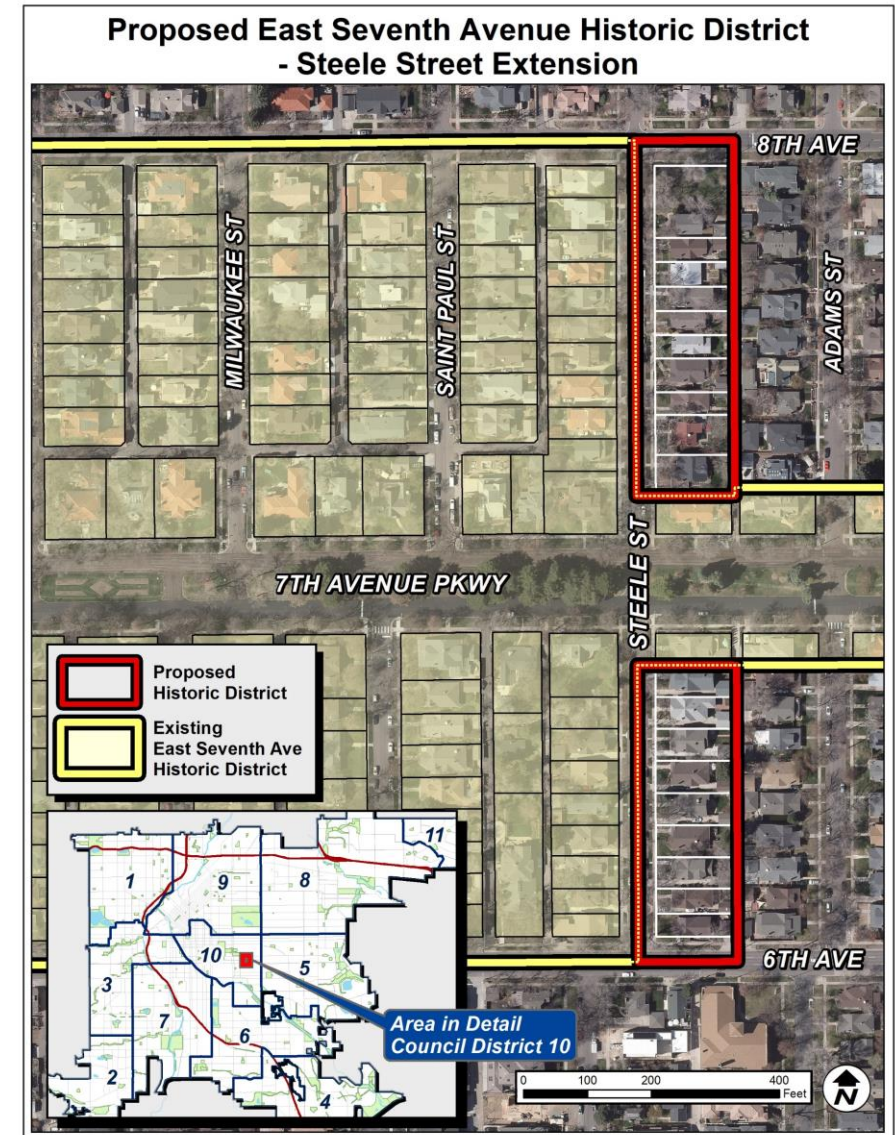 Proposed East Seventh Avenue Historic District
- Steele Street Extension
8TH AVE
MILWAUKEE ST
SAINT PAUL ST
ADAMS ST
STEELE ST
7TH AVENUE PKWY
Proposed
Historic District
Existing
East Seventh Ave
Historic District
11
1
9
8
10
5
3
7
6
2
4
Area in Detail
Council District 10
6TH AVE
0 100 200 400
Feet
N